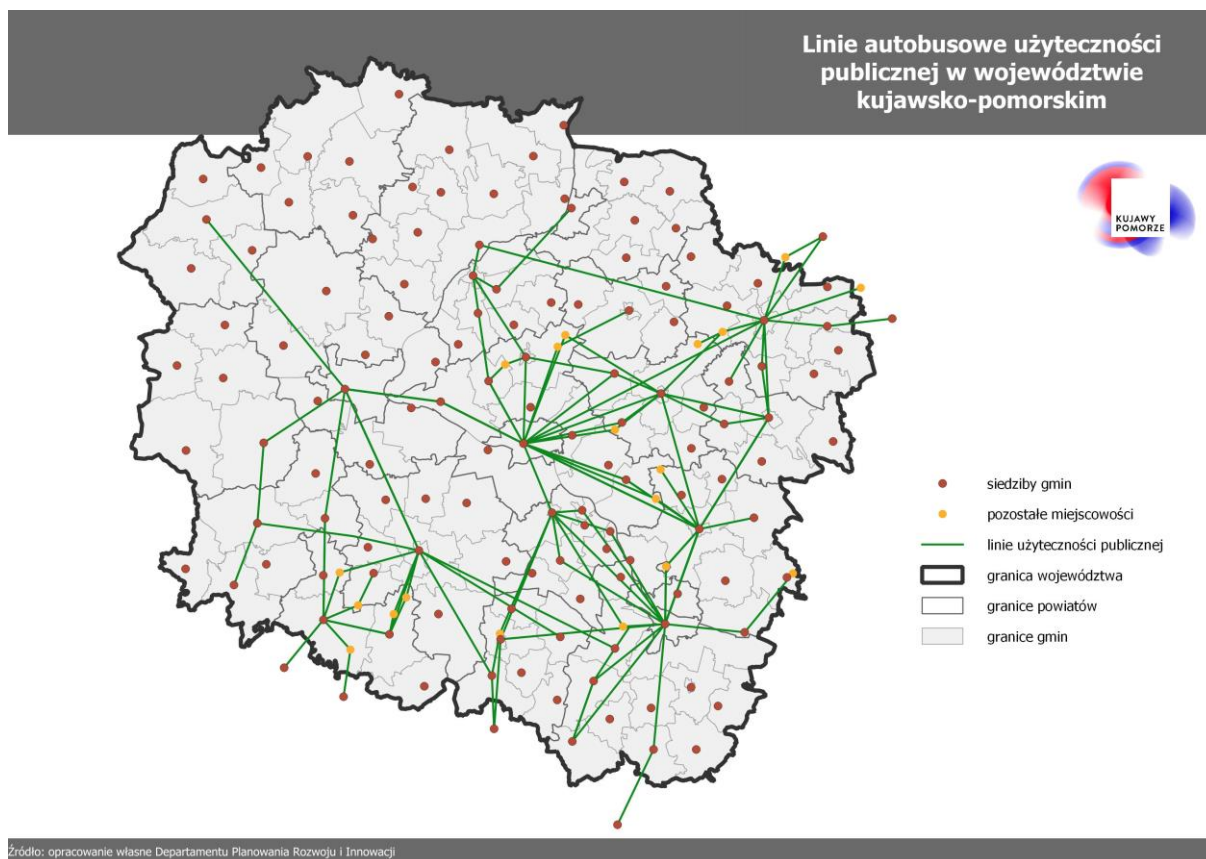 Linie autobusowe użyteczności
publicznej w województwie
kujawsko-pomorskim
KUJAWY
POMORZE
siedziby gmin
pozostałe miejscowości
linie użyteczności publicznej
granica województwa
granice powiatów
granice gmin
Źródło: opracowanie własne Departamentu Planowania Rozwoju i Innowacji